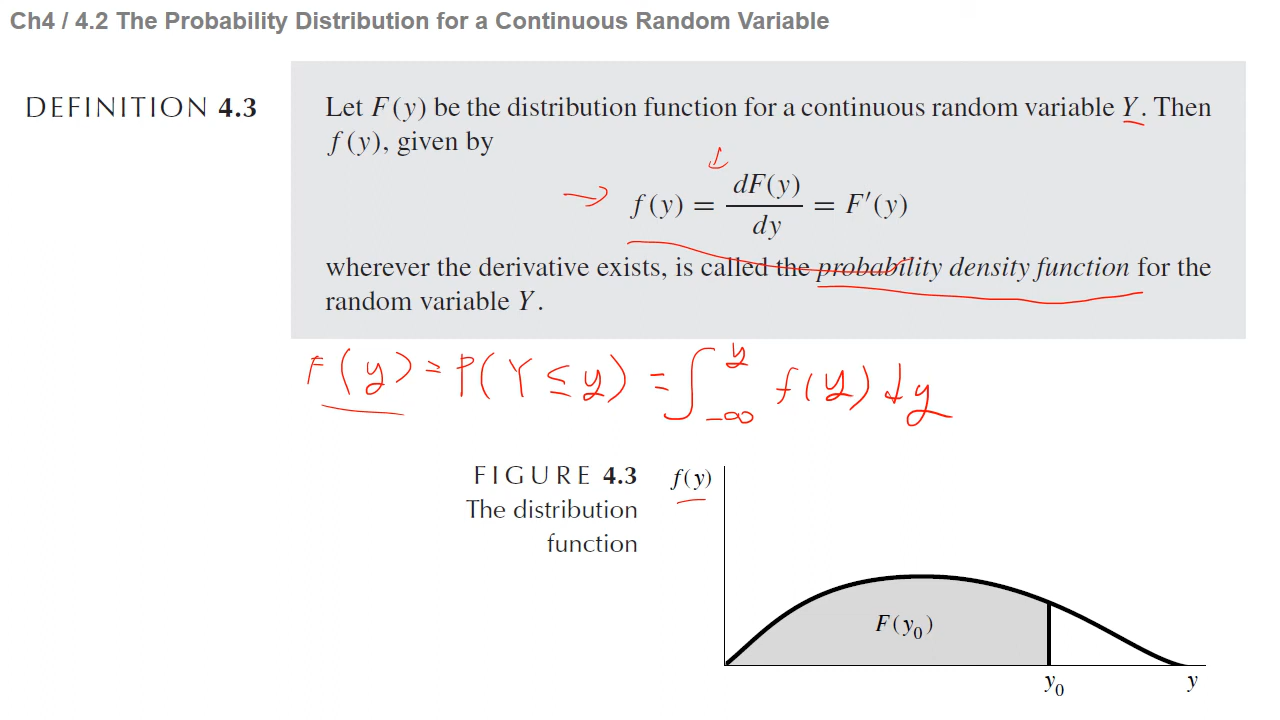 Ch4 / 4.2 The Probability Distribution for a Continuous Random Variable
DEFINITION 4.3
Let F(y) be the distribution function for a continuous random variable Y. Then
f(y), given by
f(y) = dF(y)/dy = F′(y)
wherever the derivative exists, is called the probability density function for the
random variable Y.
F(y) = P(Y ≤ y) = ∫_{-∞}^{y} f(y) dy
FIGURE 4.3
The distribution
function
f(y)
F(y₀)
y₀
y